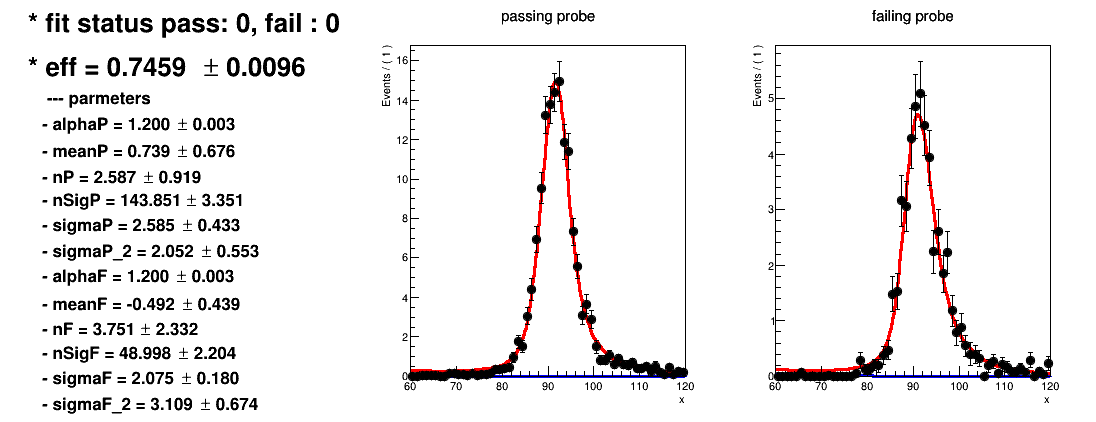 * fit status pass: 0, fail : 0
* eff = 0.7459 ± 0.0096
--- parmeters
- alphaP = 1.200 ± 0.003
- meanP = 0.739 ± 0.676
- nP = 2.587 ± 0.919
- nSigP = 143.851 ± 3.351
- sigmaP = 2.585 ± 0.433
- sigmaP_2 = 2.052 ± 0.553
- alphaF = 1.200 ± 0.003
- meanF = -0.492 ± 0.439
- nF = 3.751 ± 2.332
- nSigF = 48.998 ± 2.204
- sigmaF = 2.075 ± 0.180
- sigmaF_2 = 3.109 ± 0.674
passing probe
Events / ( 1 )
16
14
12
10
8
6
4
2
0
60 70 80 90 100 110 120
x
failing probe
Events / ( 1 )
5
4
3
2
1
0
60 70 80 90 100 110 120
x